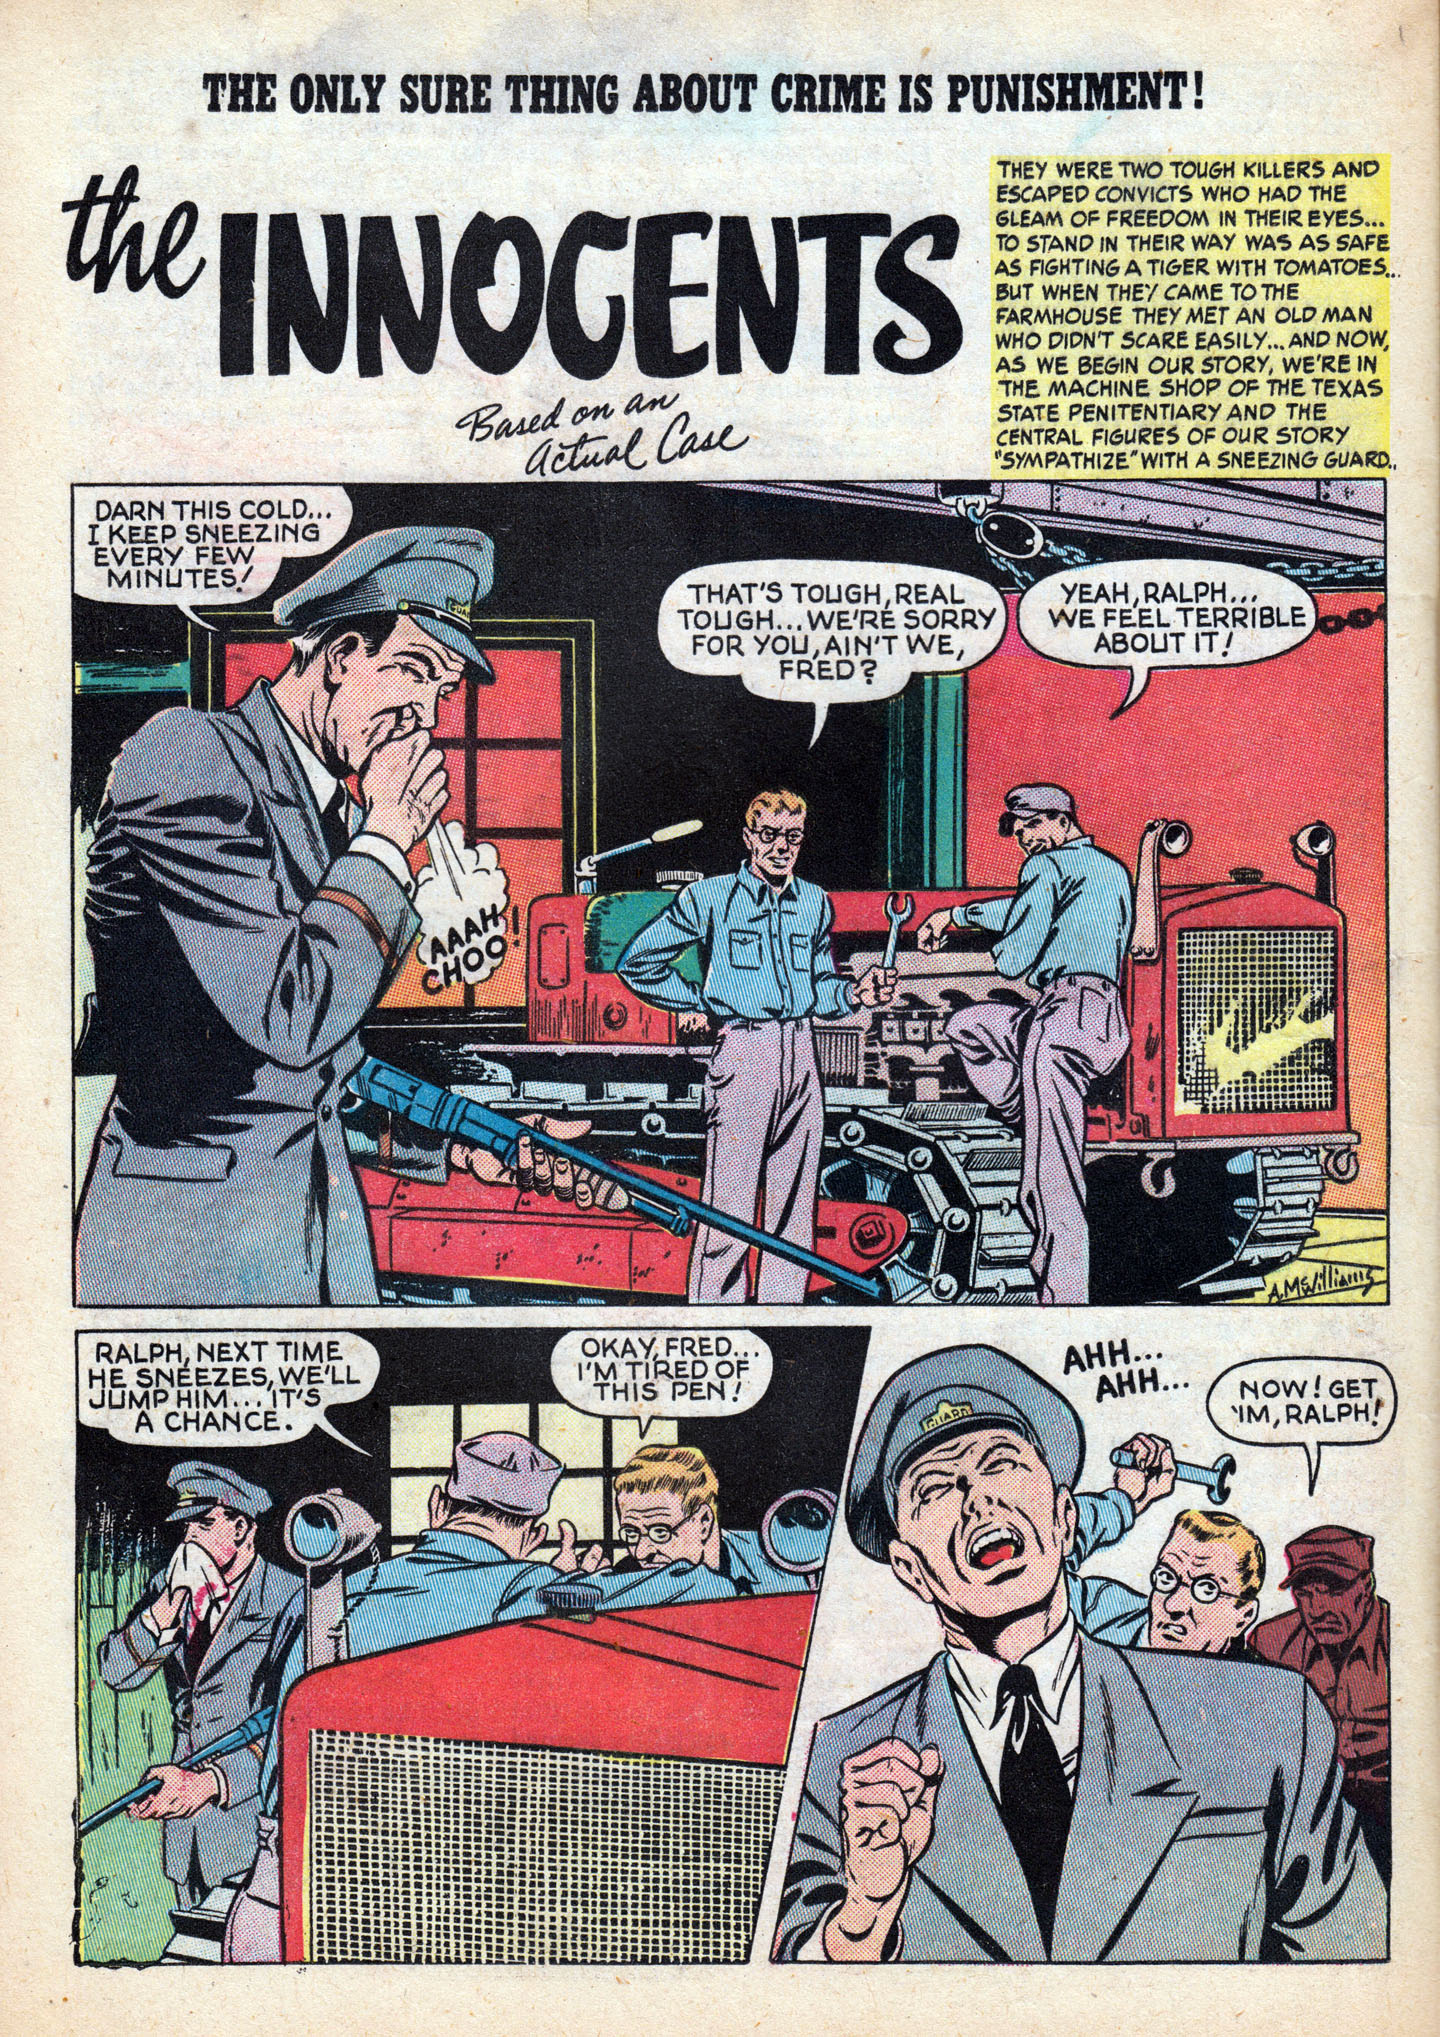 THE ONLY SURE THING ABOUT CRIME IS PUNISHMENT!
the INNOCENTS
Based on an
Actual Case
THEY WERE TWO TOUGH KILLERS AND
ESCAPED CONVICTS WHO HAD THE
GLEAM OF FREEDOM IN THEIR EYES...
TO STAND IN THEIR WAY WAS AS SAFE
AS FIGHTING A TIGER WITH TOMATOES...
BUT WHEN THEY CAME TO THE
FARMHOUSE THEY MET AN OLD MAN
WHO DIDN'T SCARE EASILY... AND NOW,
AS WE BEGIN OUR STORY, WE'RE IN
THE MACHINE SHOP OF THE TEXAS
STATE PENITENTIARY AND THE
CENTRAL FIGURES OF OUR STORY
"SYMPATHIZE" WITH A SNEEZING GUARD..
DARN THIS COLD...
I KEEP SNEEZING
EVERY FEW
MINUTES!
GUARD
THAT'S TOUGH, REAL
TOUGH... WE'RE SORRY
FOR YOU, AIN'T WE,
FRED?
YEAH, RALPH...
WE FEEL TERRIBLE
ABOUT IT!
AAAH
CHOO!
A. McWilliams
RALPH, NEXT TIME
HE SNEEZES, WE'LL
JUMP HIM... IT'S
A CHANCE.
OKAY, FRED...
I'M TIRED OF
THIS PEN!
AHH...
AHH...
GUARD
NOW! GET
'IM, RALPH!